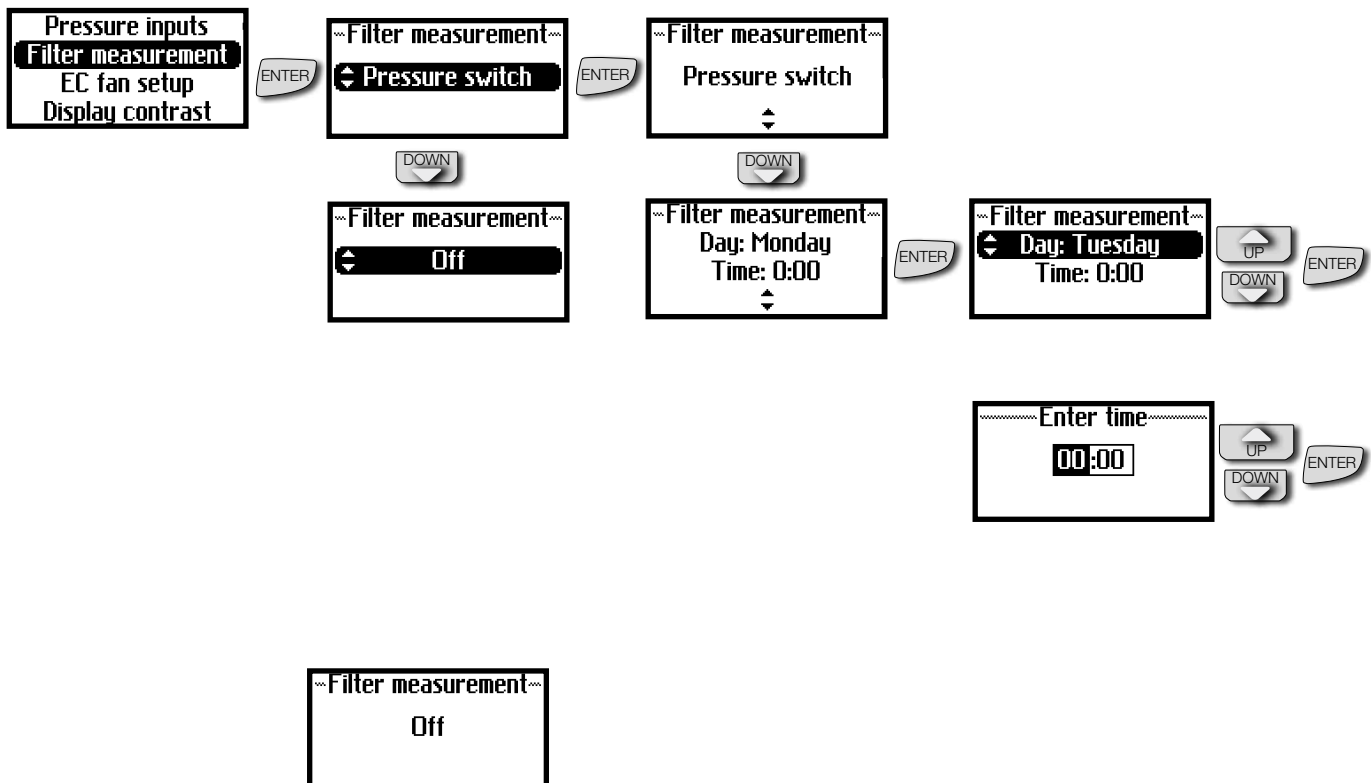 Pressure inputs
Filter measurement
EC fan setup
Display contrast
ENTER
Filter measurement
Pressure switch
ENTER
Filter measurement
Pressure switch
DOWN
DOWN
Filter measurement
Off
Filter measurement
Day: Monday
Time: 0:00
ENTER
Filter measurement
Day: Tuesday
Time: 0:00
UP
DOWN
ENTER
Enter time
00:00
UP
DOWN
ENTER
Filter measurement
Off